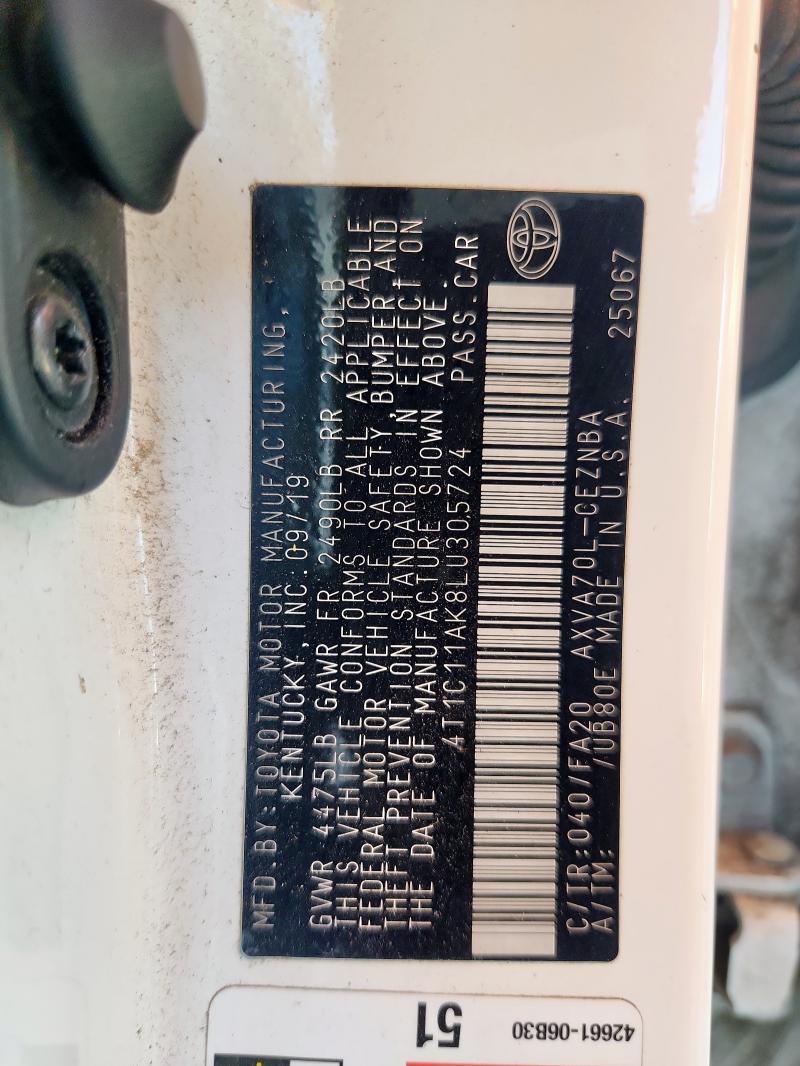 MFD.BY:TOYOTA MOTOR MANUFACTURING,
KENTUCKY,INC.09/19
GVWR 4475LB GAWR FR 2490LB RR 2420LB
THIS VEHICLE CONFORMS TO ALL APPLICABLE
FEDERAL MOTOR VEHICLE SAFETY,BUMPER,AND
THEFT PREVENTION STANDARDS IN EFFECT ON
THE DATE OF MANUFACTURE SHOWN ABOVE.
4T1C11AK8LU305724 PASS.CAR
C/TR:040/FA20 AXVA70L-CEZNBA
A/TM: /UB80E MADE IN U.S.A. 25067
51
42661-06B30